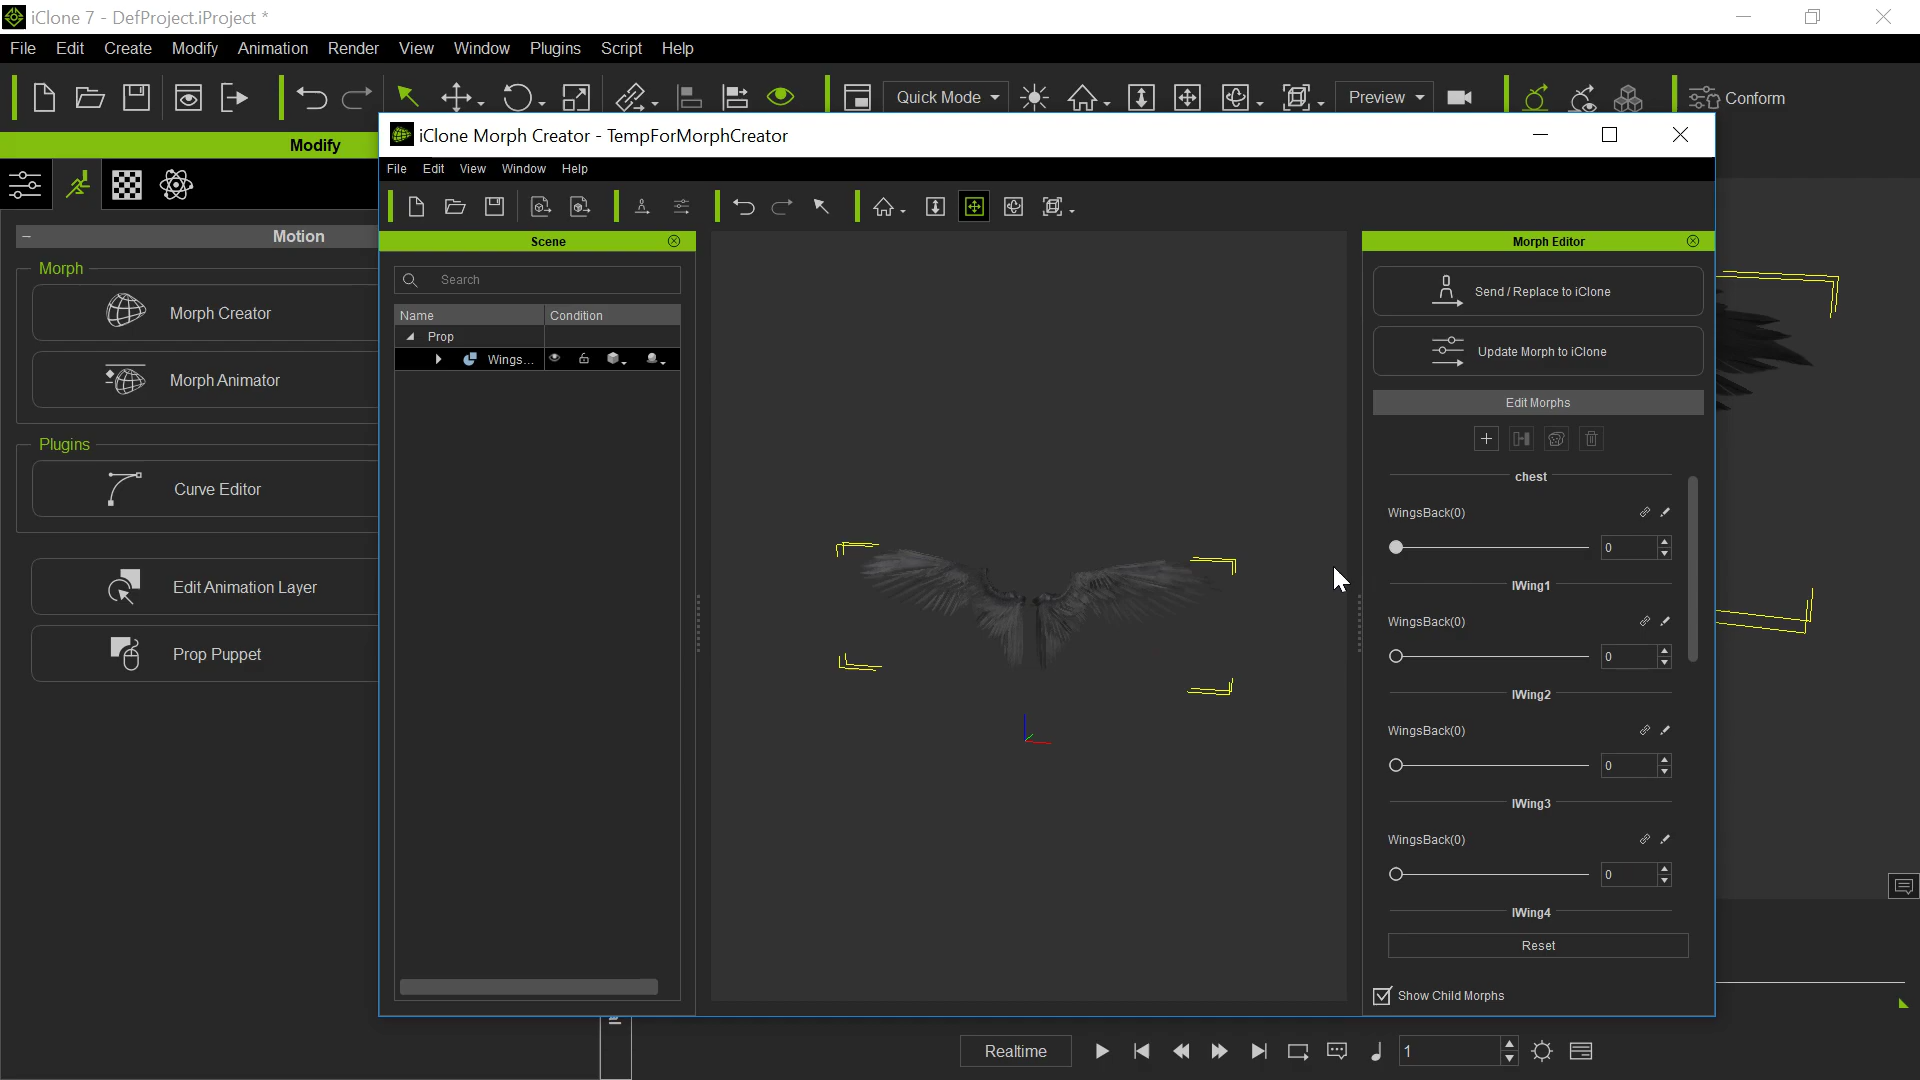 iClone 7 - DefProject.iProject *
File Edit Create Modify Animation Render View Window Plugins Script Help
Quick Mode Preview Conform
Modify
iClone Morph Creator - TempForMorphCreator
File Edit View Window Help
Motion
Morph
Morph Creator
Morph Animator
Plugins
Curve Editor
Edit Animation Layer
Prop Puppet
Scene
Search
Name Condition
Prop
Wings...
Morph Editor
Send / Replace to iClone
Update Morph to iClone
Edit Morphs
chest
WingsBack(0)
0
lWing1
WingsBack(0)
0
lWing2
WingsBack(0)
0
lWing3
WingsBack(0)
0
lWing4
Reset
Show Child Morphs
Realtime 1